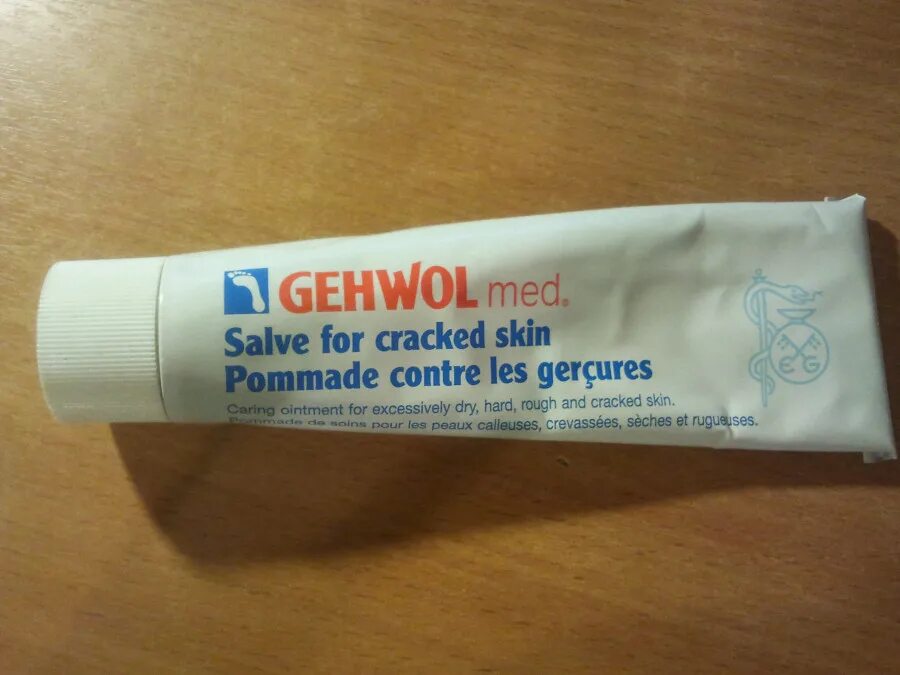 GEHWOL med.
Salve for cracked skin
Pommade contre les gerçures
Caring ointment for excessively dry, hard, rough and cracked skin.
Pommade de soins pour les peaux calleuses, crevassées, sèches et rugueuses.
E G